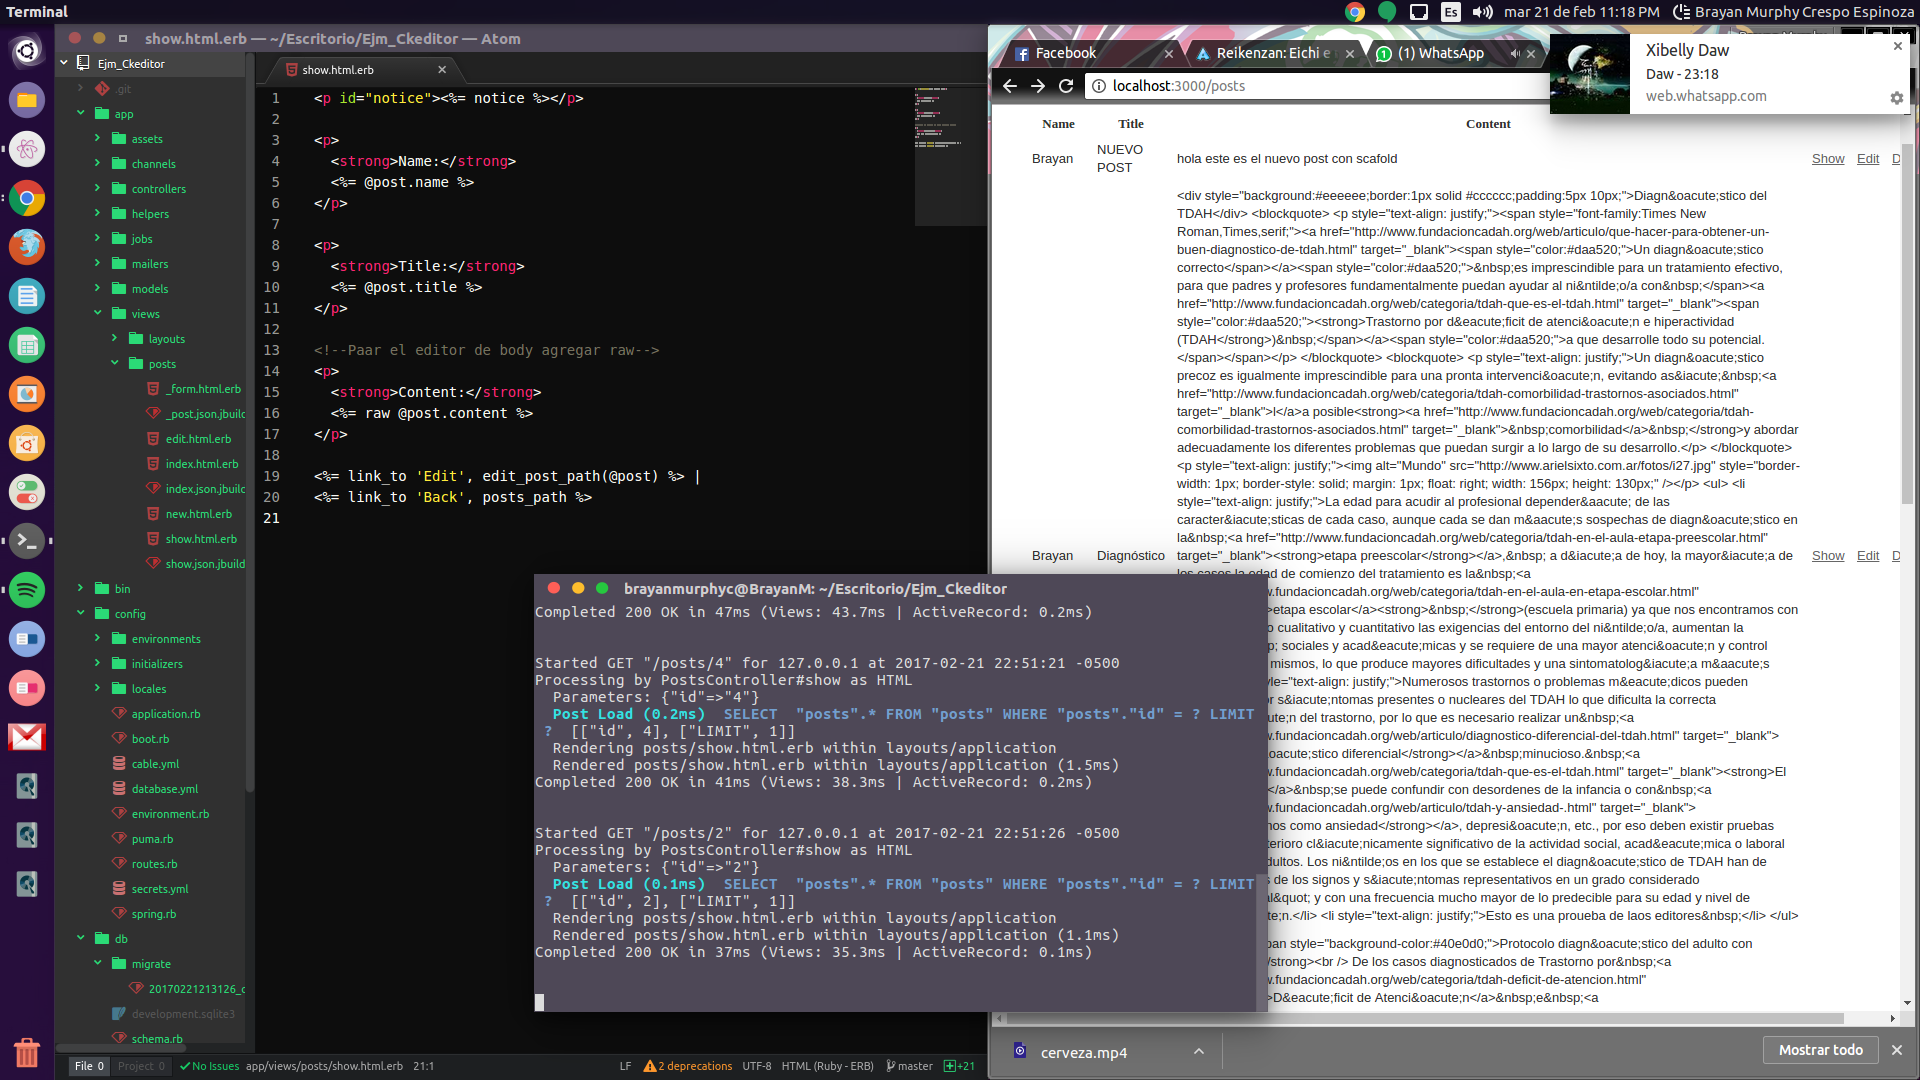 Terminal
Es
mar 21 de feb 11:18 PM
Brayan Murphy Crespo Espinoza
show.html.erb — ~/Escritorio/Ejm_Ckeditor — Atom
Ejm_Ckeditor
.git
app
assets
channels
controllers
helpers
jobs
mailers
models
views
layouts
posts
_form.html.erb
_post.json.jbuild
edit.html.erb
index.html.erb
index.json.jbuild
new.html.erb
show.html.erb
show.json.jbuild
bin
config
environments
initializers
locales
application.rb
boot.rb
cable.yml
database.yml
environment.rb
puma.rb
routes.rb
secrets.yml
spring.rb
db
migrate
20170221213126_c
development.sqlite3
schema.rb
show.html.erb
1 <p id="notice"><%= notice %></p>
2
3 <p>
4 <strong>Name:</strong>
5 <%= @post.name %>
6 </p>
7
8 <p>
9 <strong>Title:</strong>
10 <%= @post.title %>
11 </p>
12
13 <!--Paar el editor de body agregar raw-->
14 <p>
15 <strong>Content:</strong>
16 <%= raw @post.content %>
17 </p>
18
19 <%= link_to 'Edit', edit_post_path(@post) %> |
20 <%= link_to 'Back', posts_path %>
21
File 0
Project 0
No Issues
app/views/posts/show.html.erb
21:1
LF
2 deprecations
UTF-8
HTML (Ruby - ERB)
master
+21
brayanmurphyc@BrayanM: ~/Escritorio/Ejm_Ckeditor
Completed 200 OK in 47ms (Views: 43.7ms | ActiveRecord: 0.2ms)
Started GET "/posts/4" for 127.0.0.1 at 2017-02-21 22:51:21 -0500
Processing by PostsController#show as HTML
Parameters: {"id"=>"4"}
Post Load (0.2ms) SELECT "posts".* FROM "posts" WHERE "posts"."id" = ? LIMIT
? [["id", 4], ["LIMIT", 1]]
Rendering posts/show.html.erb within layouts/application
Rendered posts/show.html.erb within layouts/application (1.5ms)
Completed 200 OK in 41ms (Views: 38.3ms | ActiveRecord: 0.2ms)
Started GET "/posts/2" for 127.0.0.1 at 2017-02-21 22:51:26 -0500
Processing by PostsController#show as HTML
Parameters: {"id"=>"2"}
Post Load (0.1ms) SELECT "posts".* FROM "posts" WHERE "posts"."id" = ? LIMIT
? [["id", 2], ["LIMIT", 1]]
Rendering posts/show.html.erb within layouts/application
Rendered posts/show.html.erb within layouts/application (1.1ms)
Completed 200 OK in 37ms (Views: 35.3ms | ActiveRecord: 0.1ms)
Facebook
Reikenzan: Eichi e
(1) WhatsApp
localhost:3000/posts
Xibelly Daw
Daw - 23:18
web.whatsapp.com
Name Title Content
Brayan
NUEVO
POST
hola este es el nuevo post con scafold
Show Edit D
<div style="background:#eeeeee;border:1px solid #cccccc;padding:5px 10px;">Diagn&oacute;stico del
TDAH</div> <blockquote> <p style="text-align: justify;"><span style="font-family:Times New
Roman,Times,serif;"><a href="http://www.fundacioncadah.org/web/articulo/que-hacer-para-obtener-un-
buen-diagnostico-de-tdah.html" target="_blank"><span style="color:#daa520;">Un diagn&oacute;stico
correcto</span></a><span style="color:#daa520;">&nbsp;es imprescindible para un tratamiento efectivo,
para que padres y profesores fundamentalmente puedan ayudar al ni&ntilde;o/a con&nbsp;</span><a
href="http://www.fundacioncadah.org/web/categoria/tdah-que-es-el-tdah.html" target="_blank"><span
style="color:#daa520;"><strong>Trastorno por d&eacute;ficit de atenci&oacute;n e hiperactividad
(TDAH</strong>)&nbsp;</span></a><span style="color:#daa520;">a que desarrolle todo su potencial.
</span></span></p> </blockquote> <blockquote> <p style="text-align: justify;">Un diagn&oacute;stico
precoz es igualmente imprescindible para una pronta intervenci&oacute;n, evitando as&iacute;&nbsp;<a
href="http://www.fundacioncadah.org/web/categoria/tdah-comorbilidad-trastornos-asociados.html"
target="_blank">l</a>a posible<strong><a href="http://www.fundacioncadah.org/web/categoria/tdah-
comorbilidad-trastornos-asociados.html" target="_blank">&nbsp;comorbilidad</a>&nbsp;</strong>y abordar
adecuadamente los diferentes problemas que puedan surgir a lo largo de su desarrollo.</p> </blockquote>
<p style="text-align: justify;"><img alt="Mundo" src="http://www.arielsixto.com.ar/fotos/i27.jpg" style="border-
width: 1px; border-style: solid; margin: 1px; float: right; width: 156px; height: 130px;" /></p> <ul> <li
style="text-align: justify;">La edad para acudir al profesional depender&aacute; de las
caracter&iacute;sticas de cada caso, aunque cada se dan m&aacute;s sospechas de diagn&oacute;stico en
la&nbsp;<a href="http://www.fundacioncadah.org/web/categoria/tdah-en-el-aula-etapa-preescolar.html"
Brayan Diagnóstico target="_blank"><strong>etapa preescolar</strong></a>,&nbsp; a d&iacute;a de hoy, la mayor&iacute;a de Show Edit D
los casos la edad de comienzo del tratamiento es la&nbsp;<a
.fundacioncadah.org/web/categoria/tdah-en-el-aula-en-etapa-escolar.html"
>etapa escolar</a><strong>&nbsp;</strong>(escuela primaria) ya que nos encontramos con
o cualitativo y cuantitativo las exigencias del entorno del ni&ntilde;o/a, aumentan la
p; sociales y acad&eacute;micas y se requiere de una mayor atenci&oacute;n y control
mismos, lo que produce mayores dificultades y una sintomatolog&iacute;a m&aacute;s
"text-align: justify;">Numerosos trastornos o problemas m&eacute;dicos pueden
or s&iacute;ntomas presentes o nucleares del TDAH lo que dificulta la correcta
ute;n del trastorno, por lo que es necesario realizar un&nbsp;<a
.fundacioncadah.org/web/articulo/diagnostico-diferencial-del-tdah.html" target="_blank">
oacute;stico diferencial</strong></a>&nbsp;minucioso.&nbsp;<a
.fundacioncadah.org/web/categoria/tdah-que-es-el-tdah.html" target="_blank"><strong>El
</a>&nbsp;se puede confundir con desordenes de la infancia o con&nbsp;<a
.fundacioncadah.org/web/articulo/tdah-y-ansiedad-.html" target="_blank">
nos como ansiedad</strong></a>, depresi&oacute;n, etc., por eso deben existir pruebas
terioro cl&iacute;nicamente significativo de la actividad social, acad&eacute;mica o laboral
dultos. Los ni&ntilde;os en los que se establece el diagn&oacute;stico de TDAH han de
s de los signos y s&iacute;ntomas representativos en un grado considerado
al&quot; y con una frecuencia mucho mayor de lo predecible para su edad y nivel de
ute;n.</li> <li style="text-align: justify;">Esto es una proueba de laos editores&nbsp;</li> </ul>
pan style="background-color:#40e0d0;">Protocolo diagn&oacute;stico del adulto con
/strong><br /> De los casos diagnosticados de Trastorno por&nbsp;<a
.fundacioncadah.org/web/categoria/tdah-deficit-de-atencion.html"
>D&eacute;ficit de Atenci&oacute;n</a>&nbsp;e&nbsp;<a
cerveza.mp4
Mostrar todo